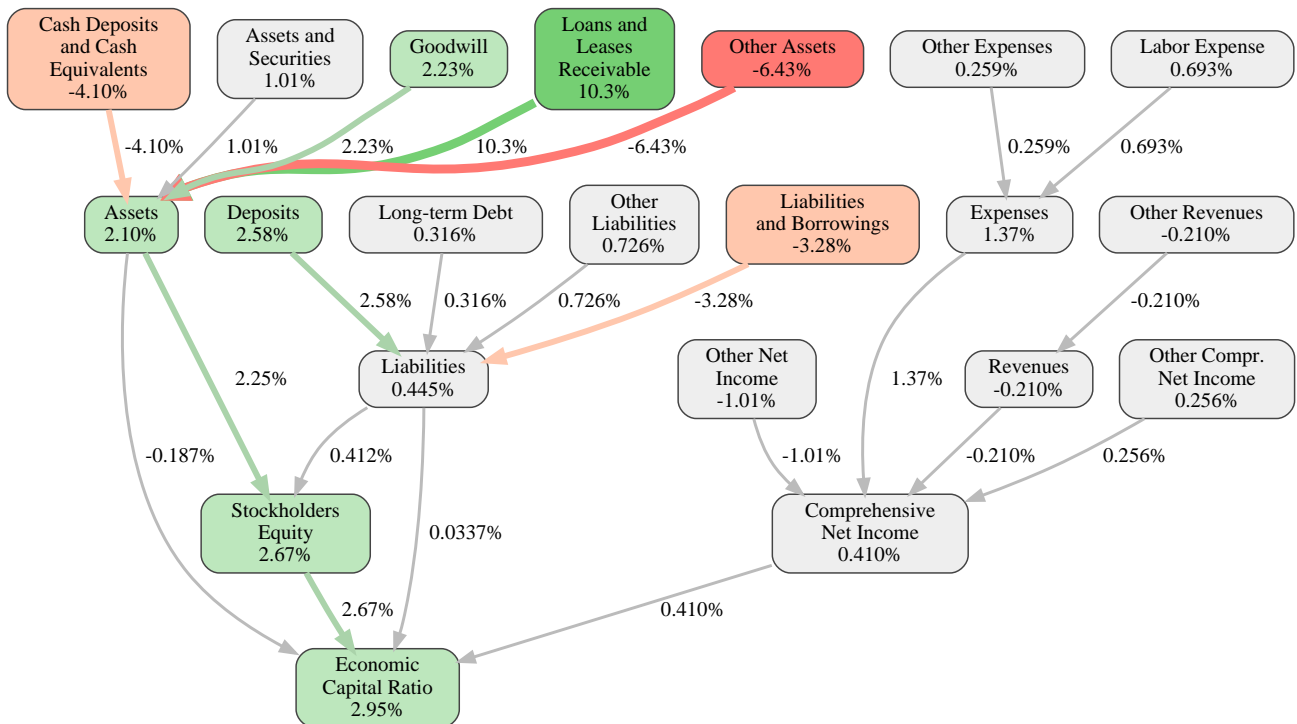 Cash Deposits
and Cash
Equivalents
-4.10%
Assets and
Securities
1.01%
Goodwill
2.23%
Loans and
Leases
Receivable
10.3%
Other Assets
-6.43%
Other Expenses
0.259%
Labor Expense
0.693%
-4.10%
1.01%
2.23%
10.3%
-6.43%
0.259%
0.693%
Assets
2.10%
Deposits
2.58%
Long-term Debt
0.316%
Other
Liabilities
0.726%
Liabilities
and Borrowings
-3.28%
Expenses
1.37%
Other Revenues
-0.210%
2.58%
0.316%
0.726%
-3.28%
-0.210%
Liabilities
0.445%
Other Net
Income
-1.01%
Revenues
-0.210%
Other Compr.
Net Income
0.256%
2.25%
1.37%
-0.187%
0.412%
-1.01%
-0.210%
0.256%
Stockholders
Equity
2.67%
0.0337%
Comprehensive
Net Income
0.410%
2.67%
0.410%
Economic
Capital Ratio
2.95%